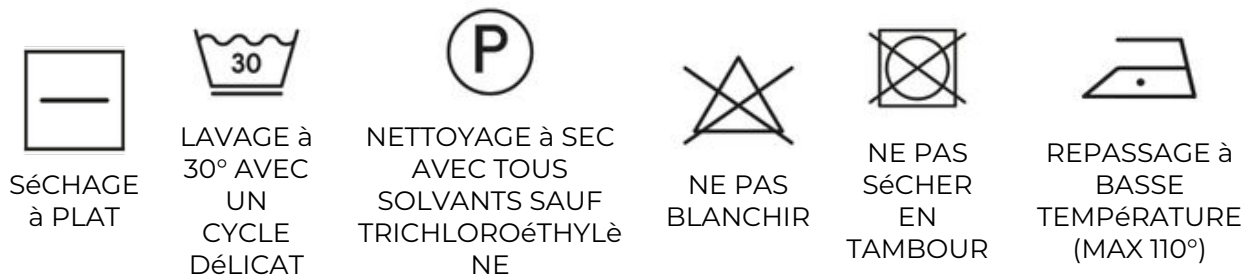 SéCHAGE
à PLAT
30
LAVAGE à
30° AVEC
UN
CYCLE
DéLICAT
P
NETTOYAGE à SEC
AVEC TOUS
SOLVANTS SAUF
TRICHLOROéTHYLè
NE
NE PAS
BLANCHIR
NE PAS
SéCHER
EN
TAMBOUR
REPASSAGE à
BASSE
TEMPéRATURE
(MAX 110°)